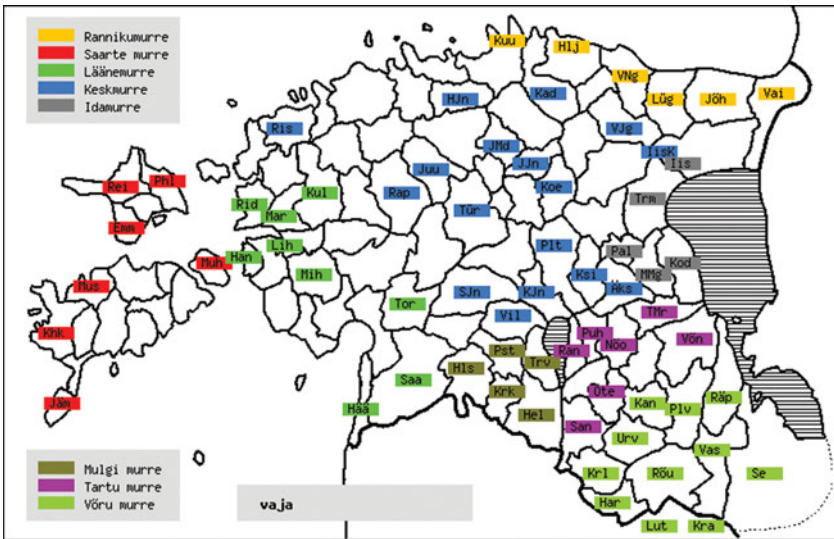 Rannikumurre
Saarte murre
Läänemurre
Keskmurre
Idamurre
Kuu
Hlj
VNg
Lüg
Jõh
Vai
HJn
Kad
Ris
VJg
JMd
IisK
Iis
Juu
JJn
Rei
Phl
Rap
Koe
Kul
Rid
Mar
Trm
Tür
Emm
Lih
Plt
Pal
Han
Muh
Kod
Mih
Ksi
MMg
Mus
Äks
SJn
KJn
Tor
TMr
Vil
Khk
Puh
Nõo
Võn
Pst
Ran
Trv
Hls
Saa
Krk
Ote
Jäm
Kan
Plv
Räp
Hää
Hel
San
Urv
Vas
Mulgi murre
Tartu murre
Võru murre
Krl
Rõu
Se
vaja
Har
Lut
Kra